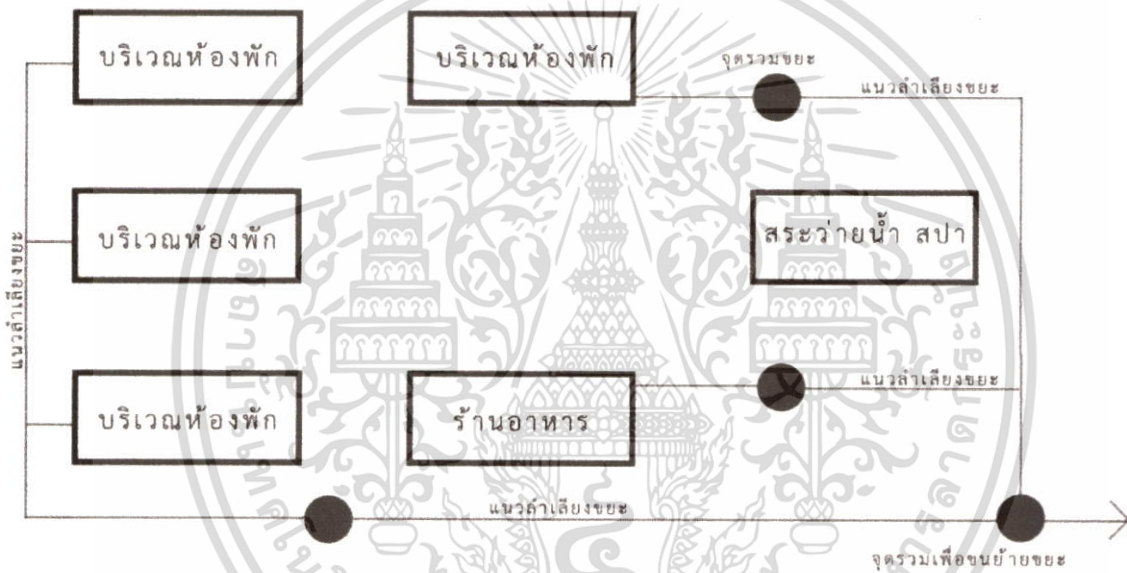 บริเวณห้องพัก
บริเวณห้องพัก
จุดรวมขยะ
แนวลำเลียงขยะ
บริเวณห้องพัก
สระว่ายน้ำ สปา
แนวลำเลียงขยะ
บริเวณห้องพัก
ร้านอาหาร
แนวลำเลียงขยะ
แนวลำเลียงขยะ
จุดรวมเพื่อขนย้ายขยะ